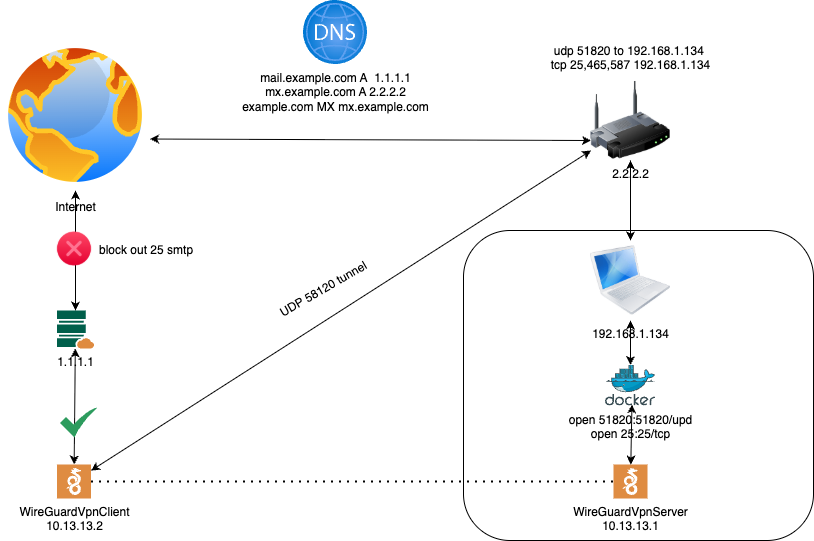 DNS
mail.example.com A 1.1.1.1
mx.example.com A 2.2.2.2
example.com MX mx.example.com
udp 51820 to 192.168.1.134
tcp 25,465,587 192.168.1.134
2.2.2.2
Internet
block out 25 smtp
UDP 58120 tunnel
192.168.1.134
1.1.1.1
docker
open 51820:51820/upd
open 25:25/tcp
WireGuardVpnClient
10.13.13.2
WireGuardVpnServer
10.13.13.1